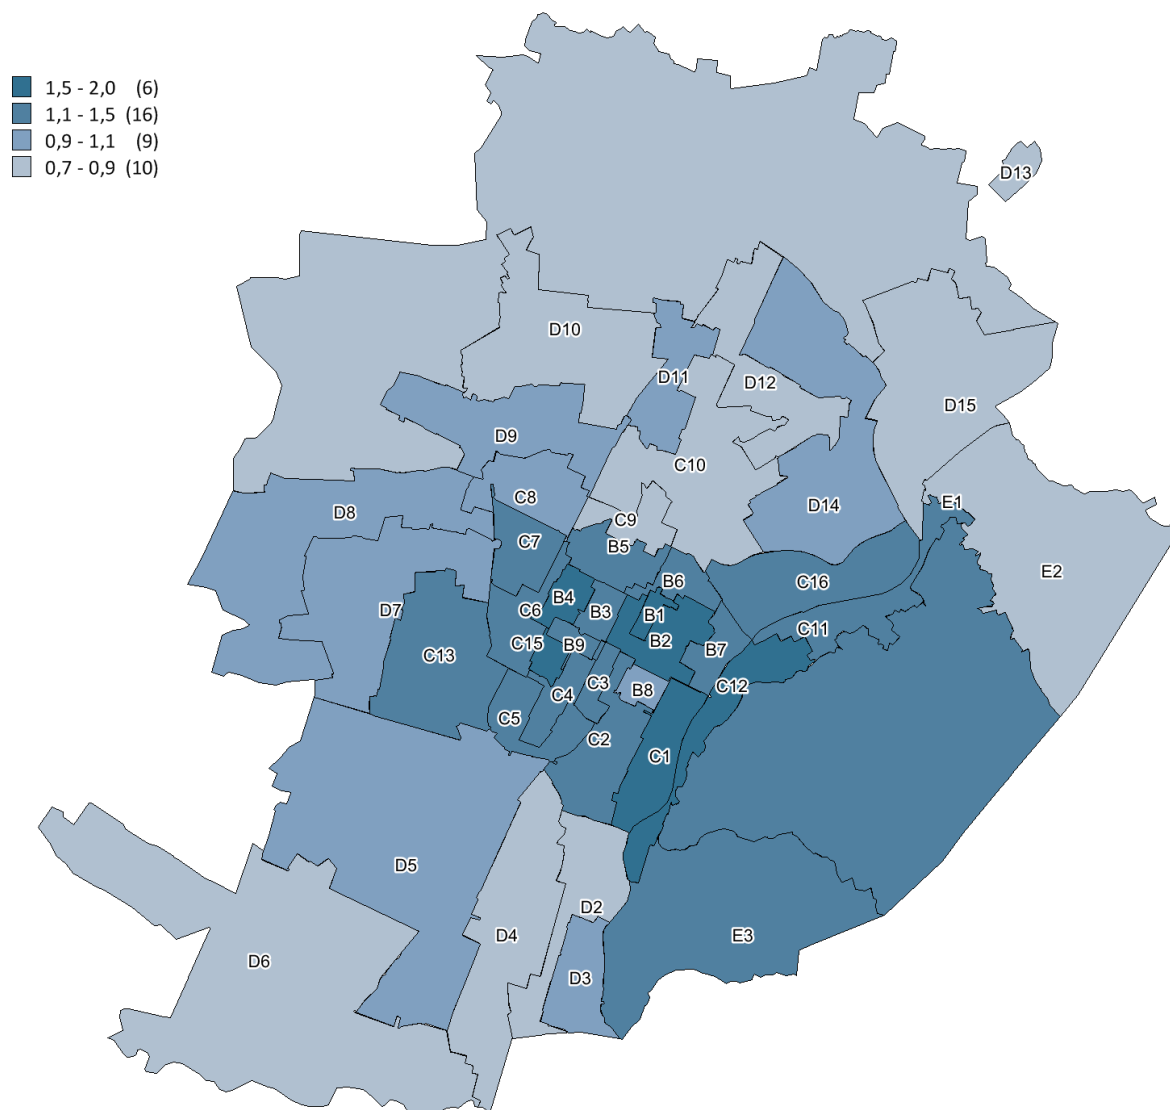 1,5 - 2,0 (6)
1,1 - 1,5 (16)
0,9 - 1,1 (9)
0,7 - 0,9 (10)
D13
D10
D11
D12
D15
D9
C10
C8
E1
D14
D8
C9
C7
B5
E2
B6
C16
D7
C6
B4
B3
B1
C11
C15
B9
B2
B7
C13
C3
C12
C4
B8
C5
C2
C1
D5
D2
D4
E3
D6
D3